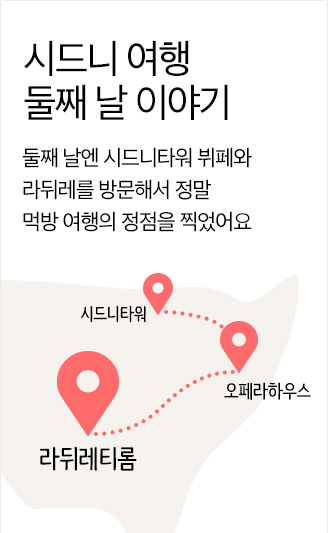 시드니 여행
둘째 날 이야기
둘째 날엔 시드니타워 뷔페와
라뒤레를 방문해서 정말
먹방 여행의 정점을 찍었어요
시드니타워
오페라하우스
라뒤레티롬